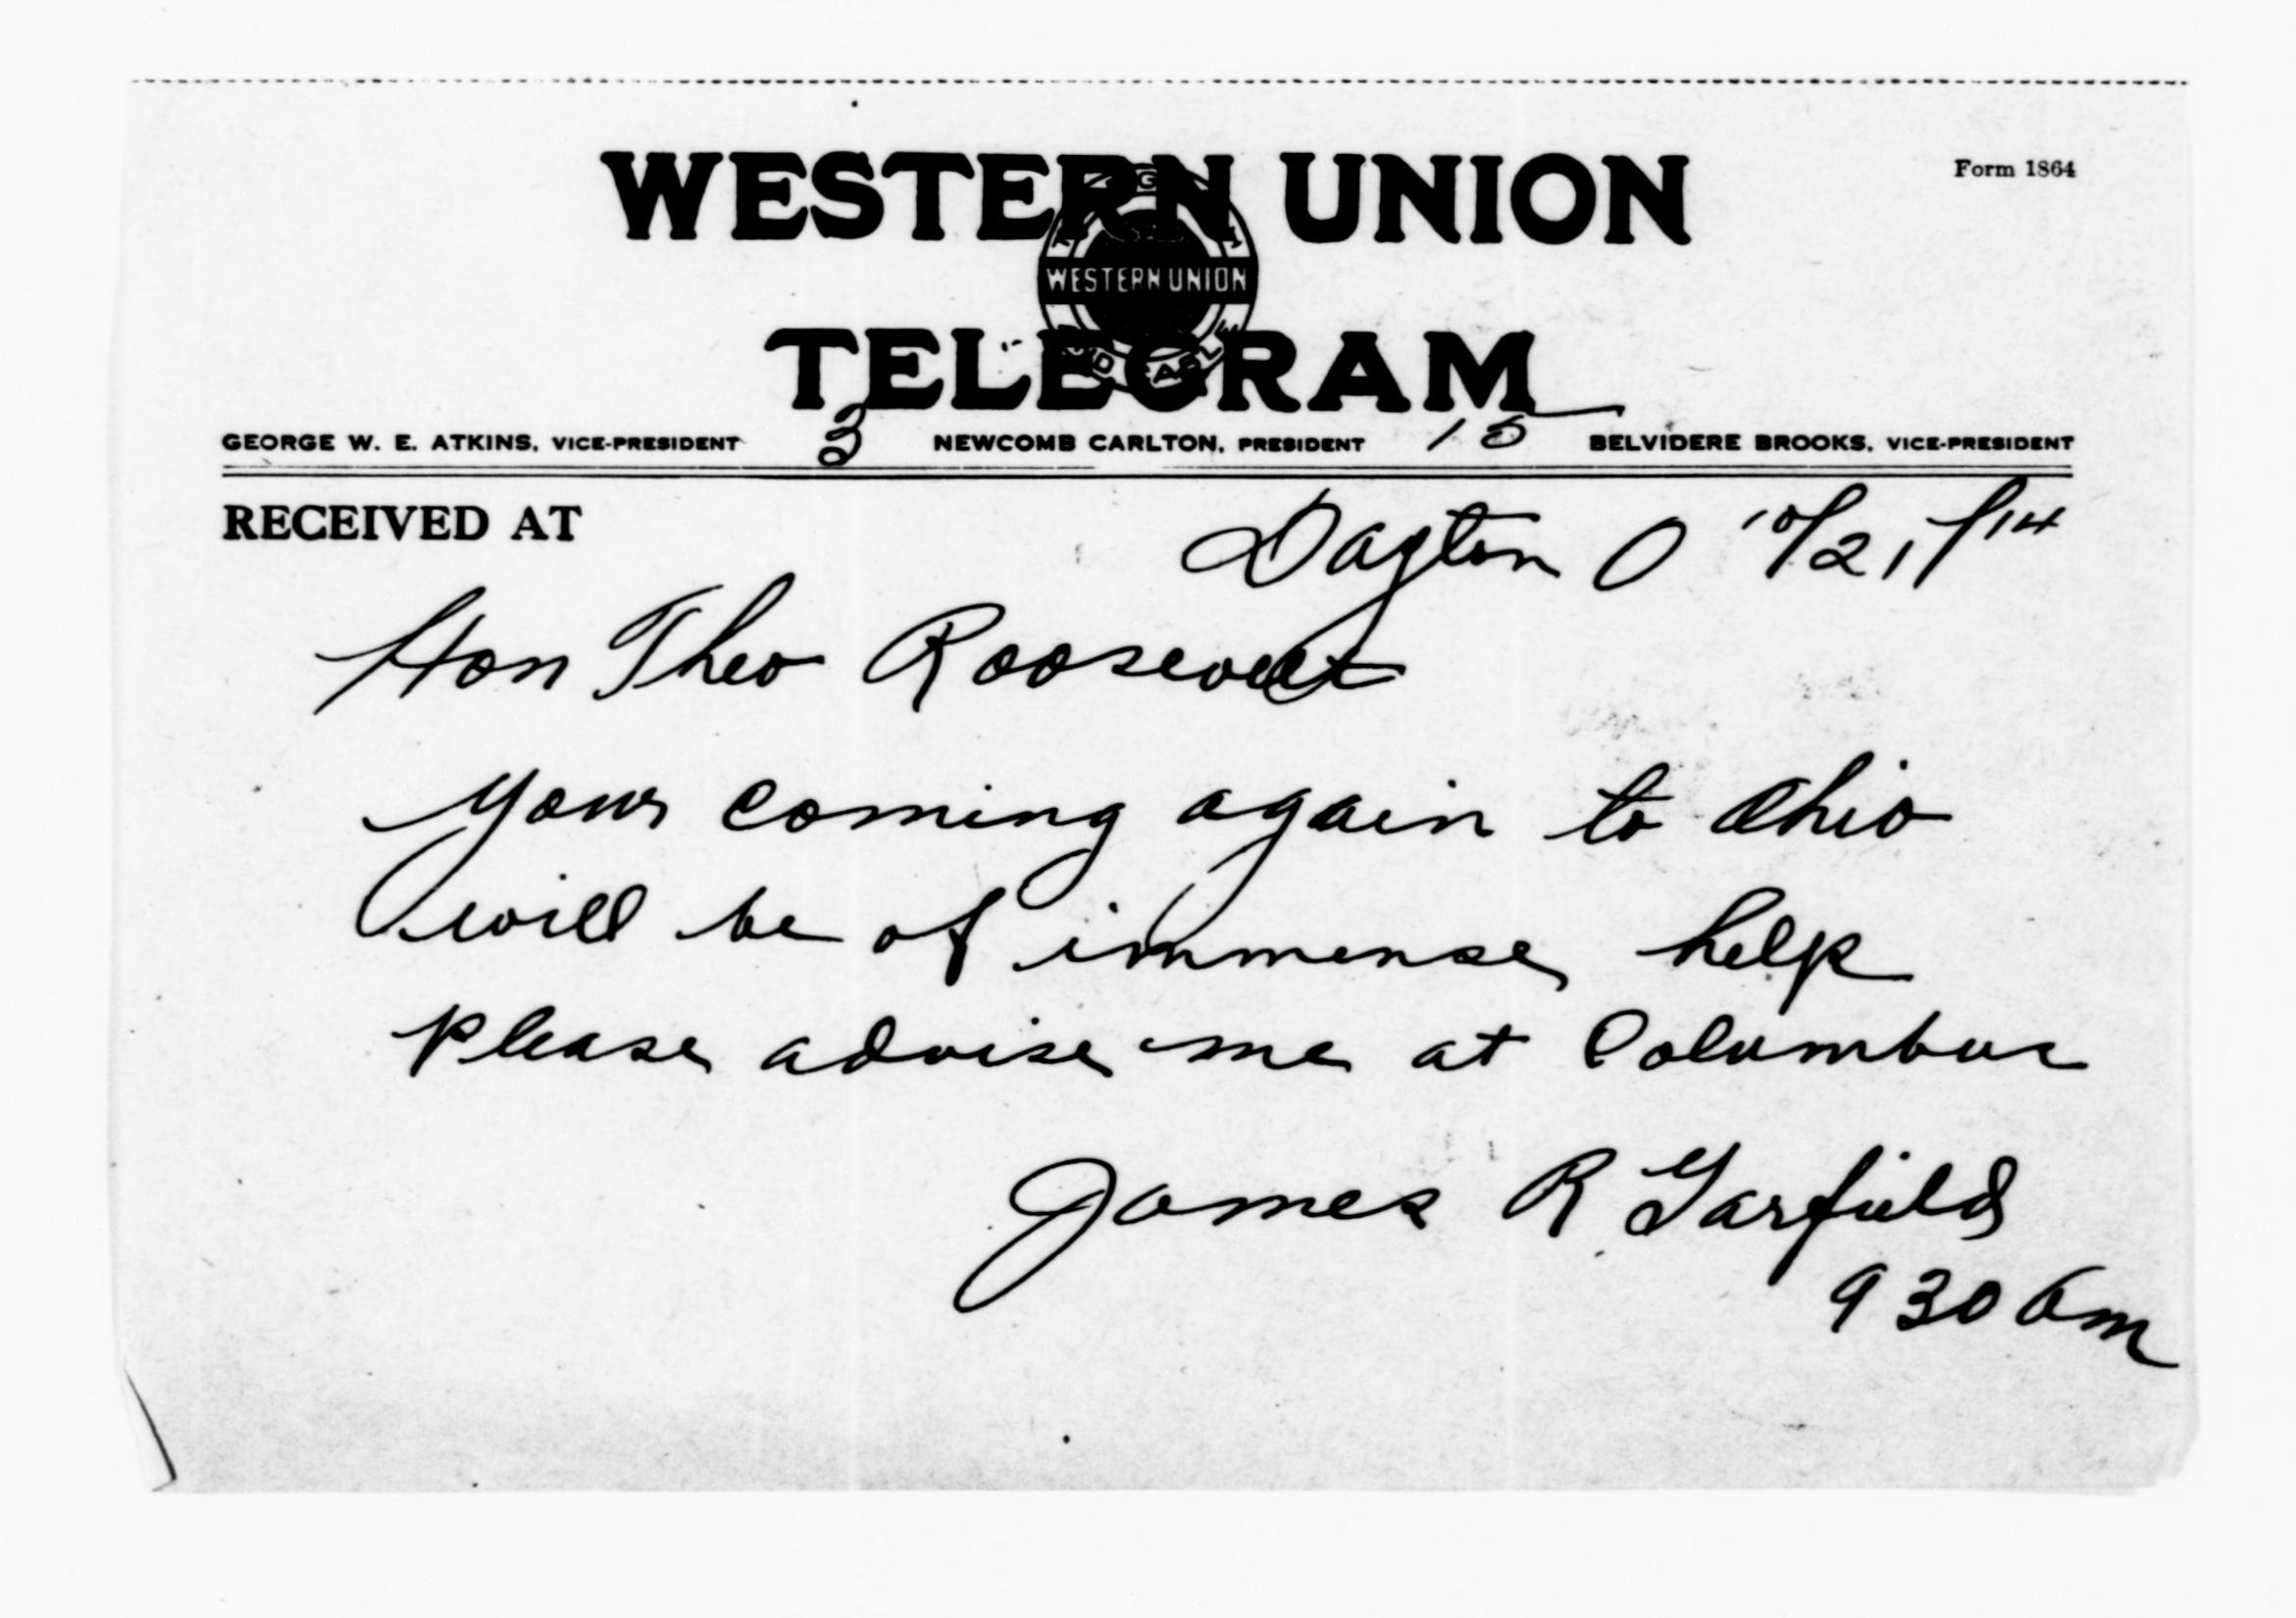 Form 1864
WESTERN UNION
WESTERN UNION
TELEGRAM
GEORGE W. E. ATKINS, VICE-PRESIDENT 3 NEWCOMB CARLTON, PRESIDENT 15 BELVIDERE BROOKS, VICE-PRESIDENT
RECEIVED AT Dayton O 10/21/14
Hon Theo Roosevelt
Your coming again to Ohio
will be of immense help
please advise me at Columbus
James R Garfield
930 am